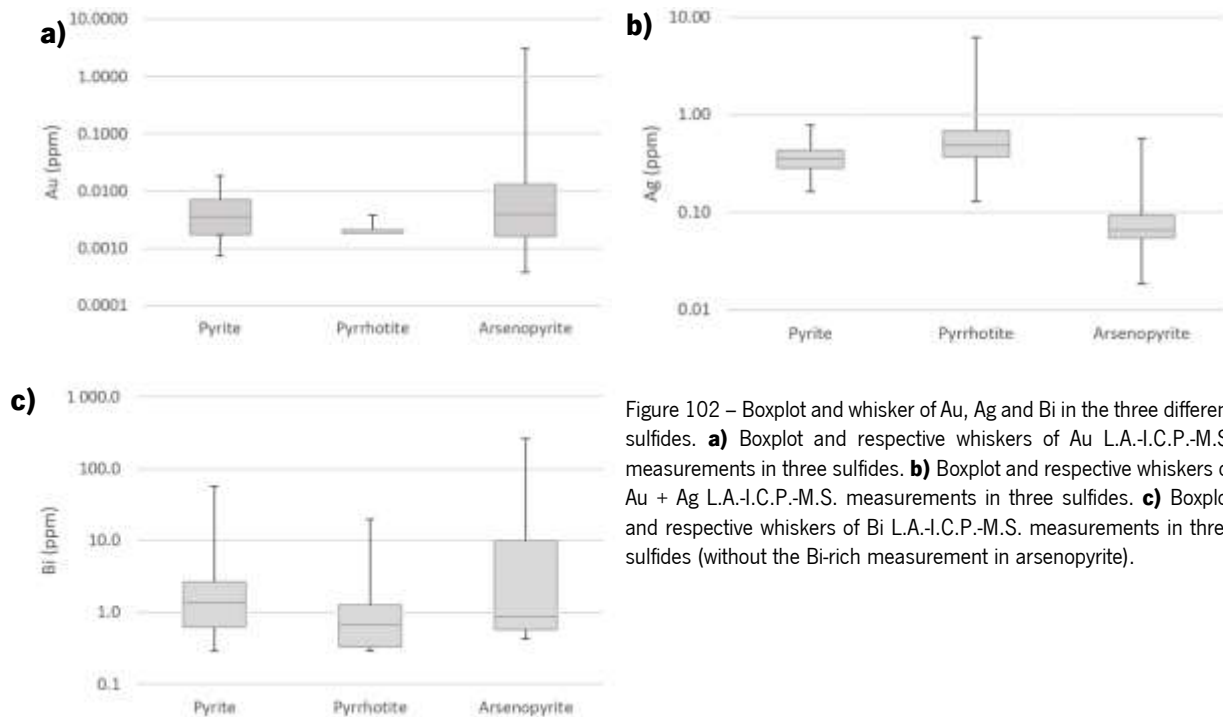 a)
10.0000
1.0000
0.1000
0.0100
0.0010
0.0001
Au (ppm)
Pyrite Pyrrhotite Arsenopyrite
b)
10.00
1.00
0.10
0.01
Ag (ppm)
Pyrite Pyrrhotite Arsenopyrite
c)
1 000.0
100.0
10.0
1.0
0.1
Bi (ppm)
Pyrite Pyrrhotite Arsenopyrite
Figure 102 – Boxplot and whisker of Au, Ag and Bi in the three differen
sulfides. a) Boxplot and respective whiskers of Au L.A.-I.C.P.-M.S
measurements in three sulfides. b) Boxplot and respective whiskers o
Au + Ag L.A.-I.C.P.-M.S. measurements in three sulfides. c) Boxplo
and respective whiskers of Bi L.A.-I.C.P.-M.S. measurements in thre
sulfides (without the Bi-rich measurement in arsenopyrite).